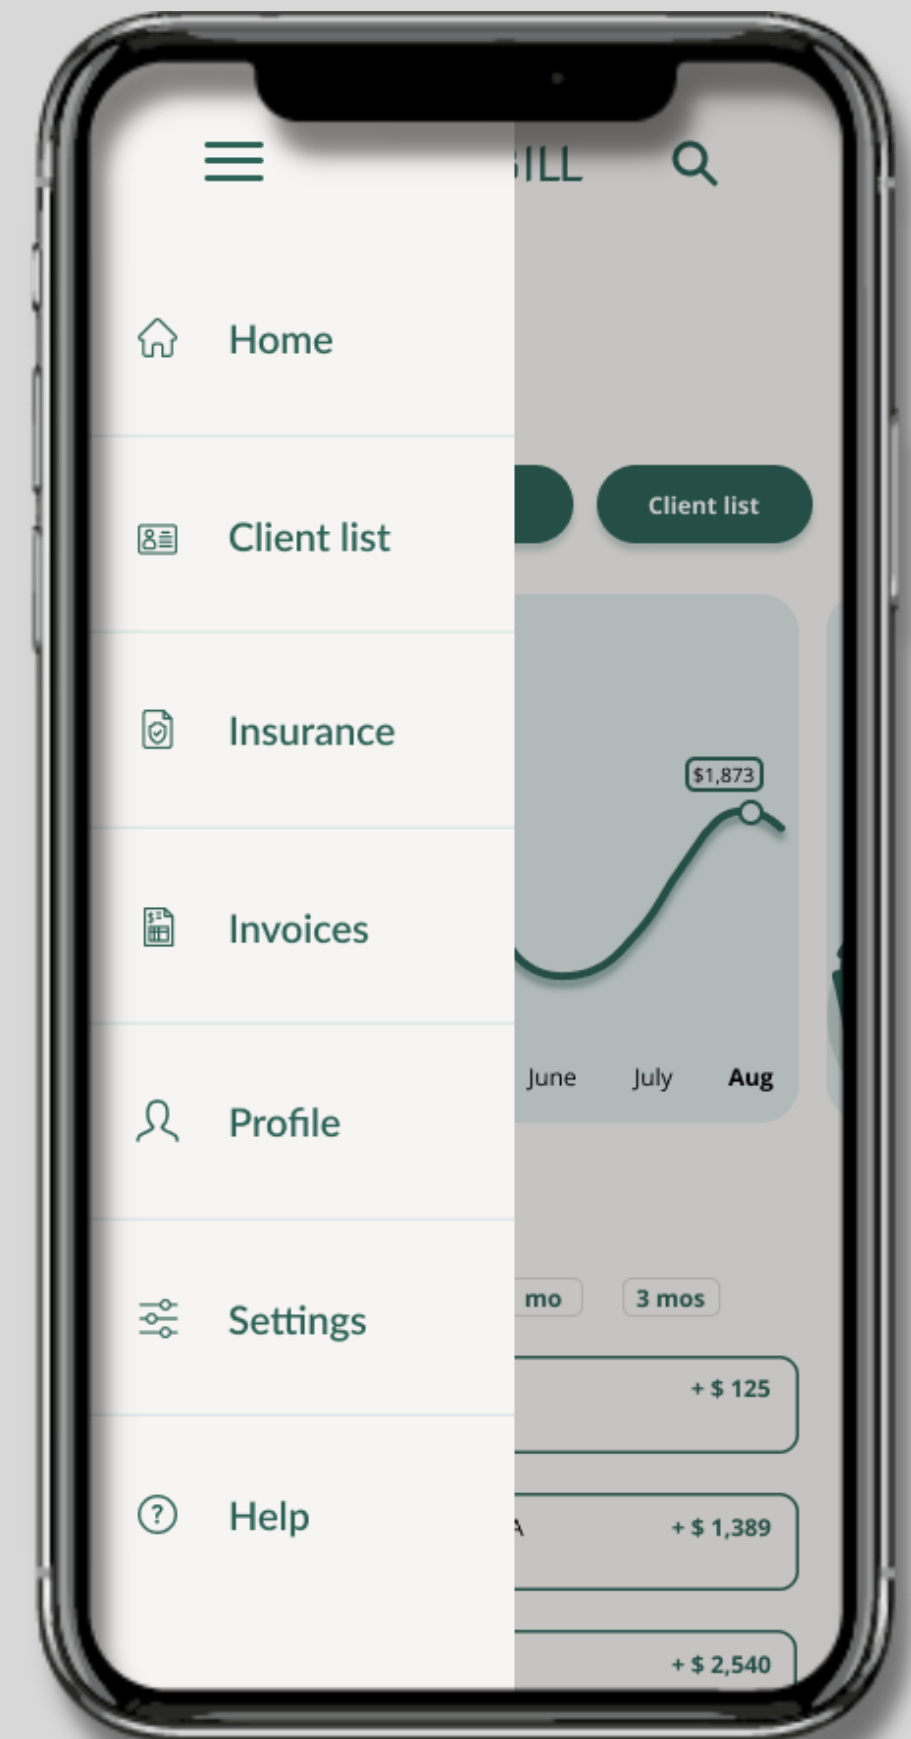 ILL
Home
Client list
Client list
Insurance
$1,873
Invoices
June July Aug
Profile
mo 3 mos
Settings
+ $ 125
Help
A + $ 1,389
+ $ 2,540